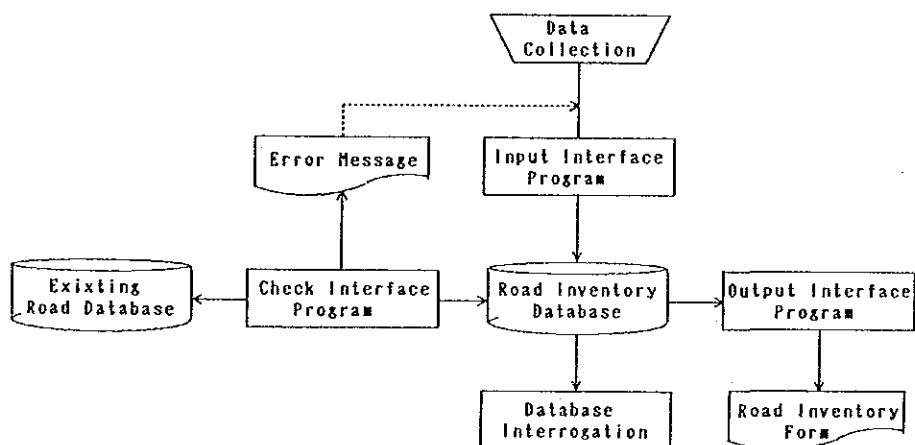 Data
Collection
Error Message
Input Interface
Program
Exixting
Road Database
Check Interface
Program
Road Inventory
Database
Output Interface
Program
Database
Interrogation
Road Inventory
Form